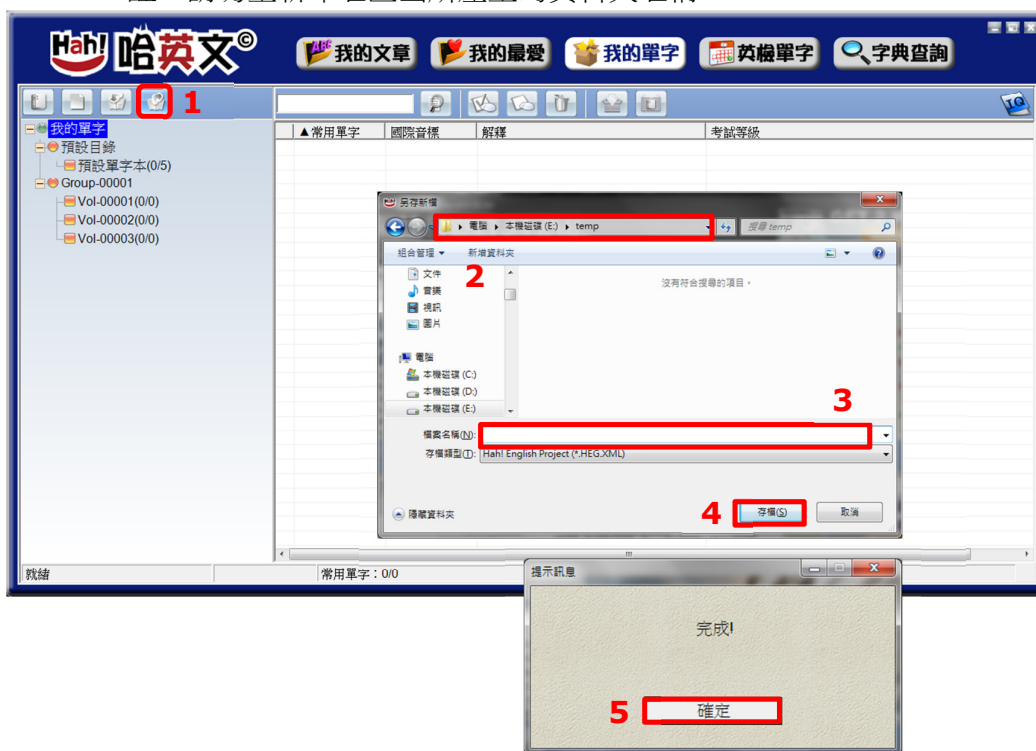 Hah! 哈英文©
ABC 我的文章
我的最愛
我的單字
英檢單字
字典查詢
1
IQ
我的單字
預設目錄
預設單字本(0/5)
Group-00001
Vol-00001(0/0)
Vol-00002(0/0)
Vol-00003(0/0)
▲常用單字 國際音標 解釋 考試等級
另存新檔
電腦 ▸ 本機磁碟 (E:) ▸ temp
搜尋 temp
組合管理 ▼ 新增資料夾
2
文件
音樂
視訊
圖片
電腦
本機磁碟 (C:)
本機磁碟 (D:)
本機磁碟 (E:)
沒有符合搜尋的項目。
3
檔案名稱(N):
存檔類型(T): Hah! English Project (*.HEG.XML)
隱藏資料夾
4 存檔(S) 取消
就緒
常用單字：0/0
提示訊息
完成!
5 確定